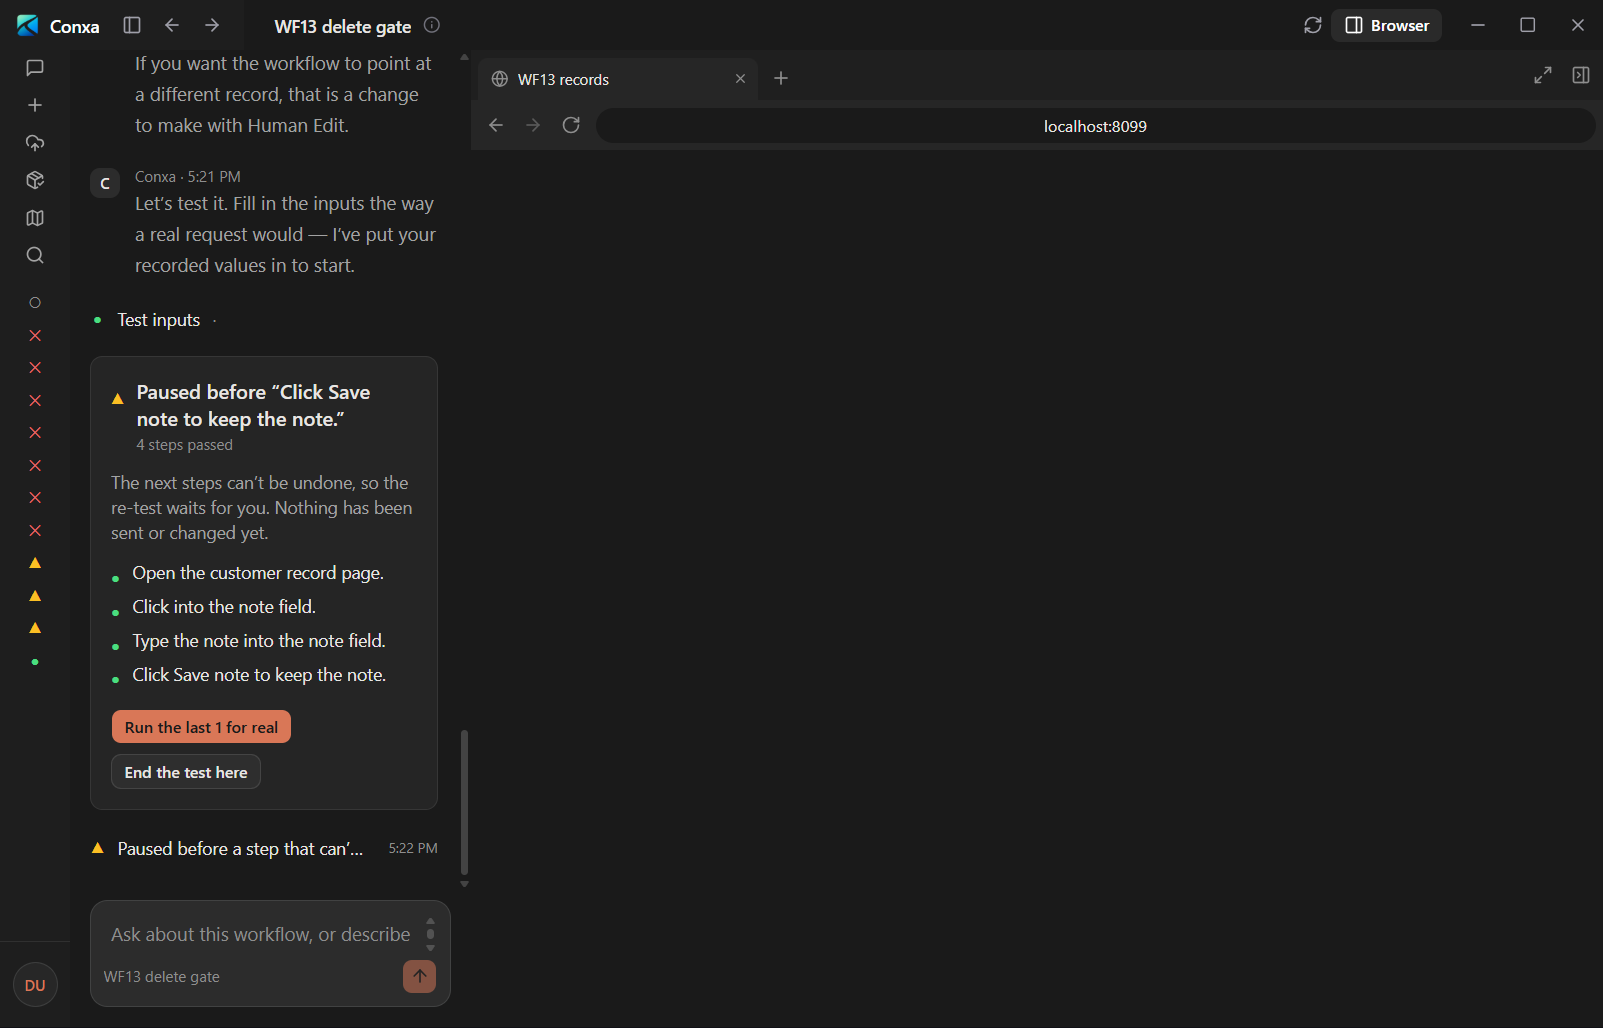 Conxa
WF13 delete gate
Browser
If you want the workflow to point at
a different record, that is a change
to make with Human Edit.
C
Conxa · 5:21 PM
Let’s test it. Fill in the inputs the way
a real request would — I’ve put your
recorded values in to start.
Test inputs ·
Paused before “Click Save
note to keep the note.”
4 steps passed
The next steps can’t be undone, so the
re-test waits for you. Nothing has been
sent or changed yet.
Open the customer record page.
Click into the note field.
Type the note into the note field.
Click Save note to keep the note.
Run the last 1 for real
End the test here
Paused before a step that can’... 5:22 PM
Ask about this workflow, or describe
WF13 delete gate
DU
WF13 records
localhost:8099